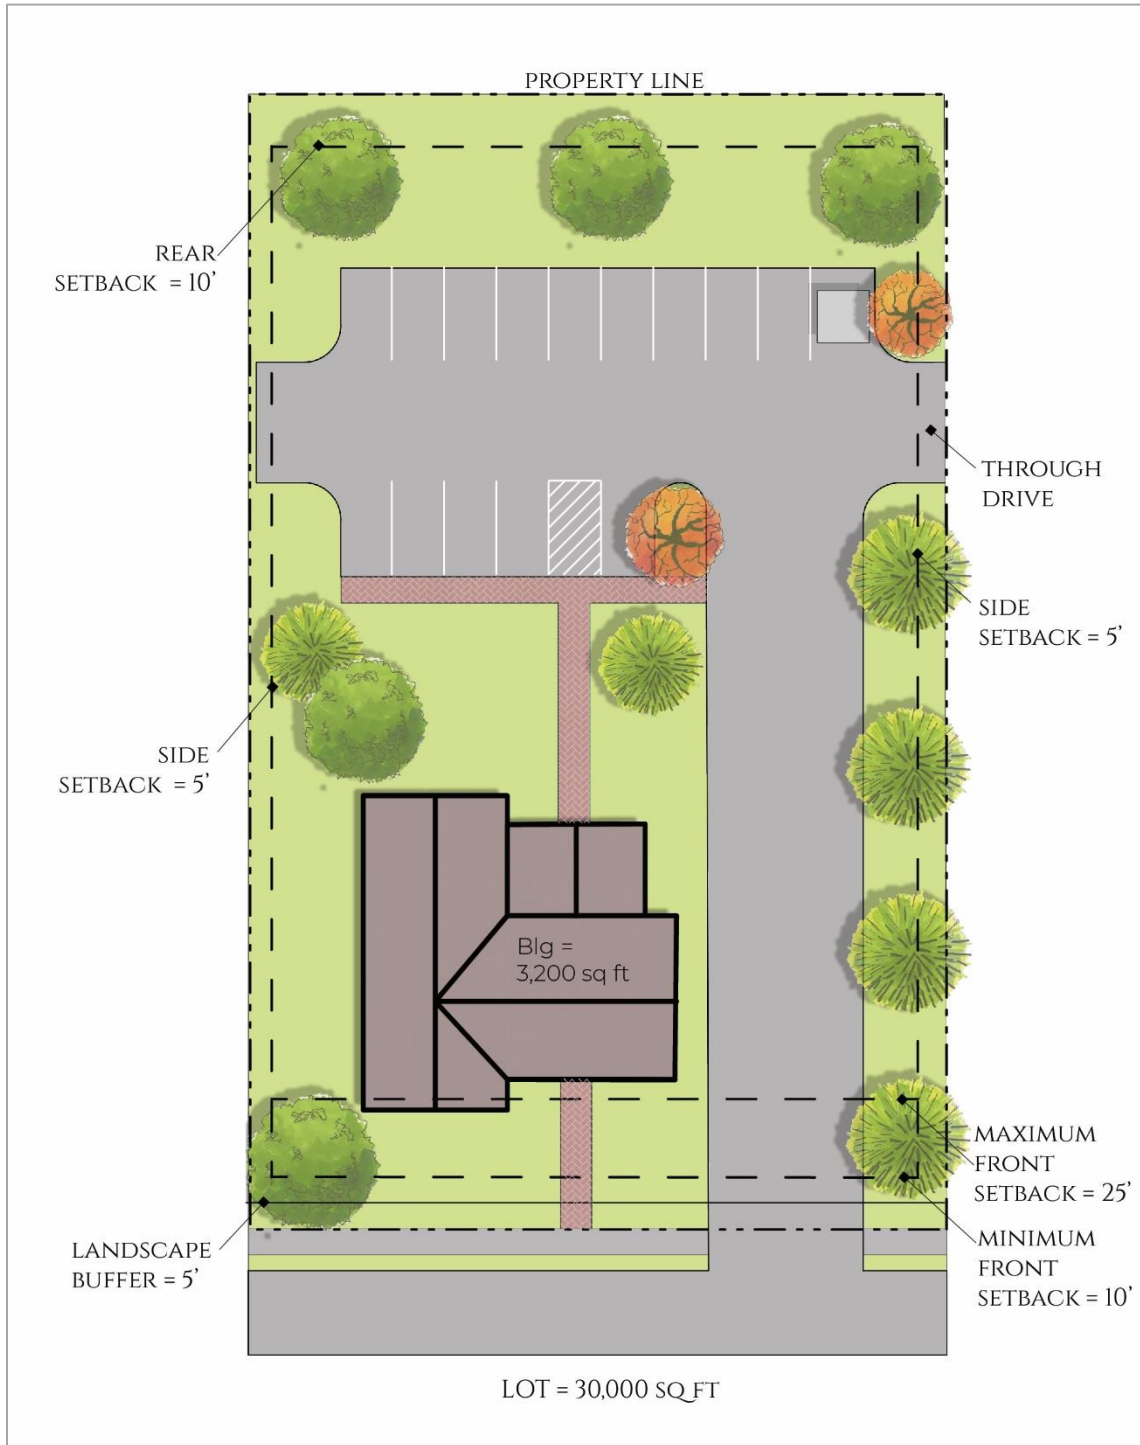 PROPERTY LINE
REAR
SETBACK = 10'
THROUGH
DRIVE
SIDE
SETBACK = 5'
SIDE
SETBACK = 5'
Blg =
3,200 sq ft
MAXIMUM
FRONT
SETBACK = 25'
LANDSCAPE
BUFFER = 5'
MINIMUM
FRONT
SETBACK = 10'
LOT = 30,000 SQ FT